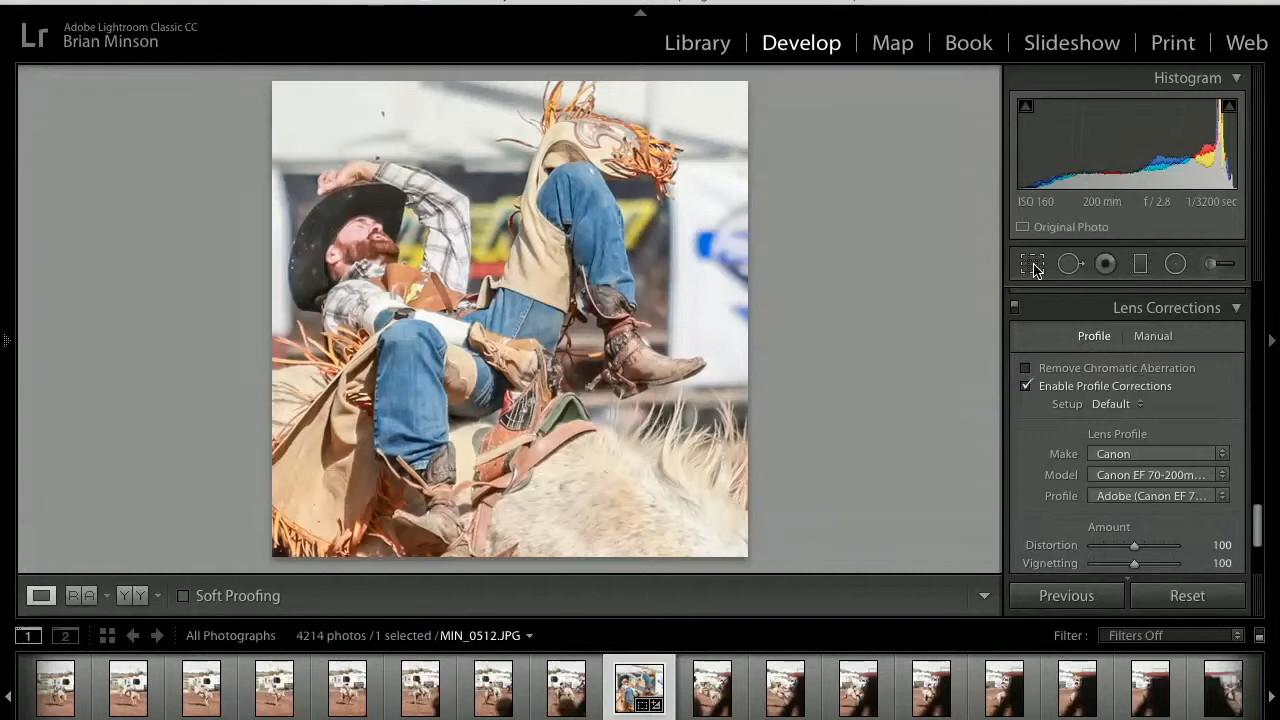 Lr
Adobe Lightroom Classic CC
Brian Minson
Library | Develop | Map | Book | Slideshow | Print | Web
Histogram
ISO 160 200 mm f / 2.8 1/3200 sec
Original Photo
Lens Corrections
Profile | Manual
Remove Chromatic Aberration
Enable Profile Corrections
Setup Default
Lens Profile
Make Canon
Model Canon EF 70-200m...
Profile Adobe (Canon EF 7...
Amount
Distortion 100
Vignetting 100
Previous Reset
R A Y Y Soft Proofing
1 2 All Photographs 4214 photos / 1 selected / MIN_0512.JPG Filter : Filters Off